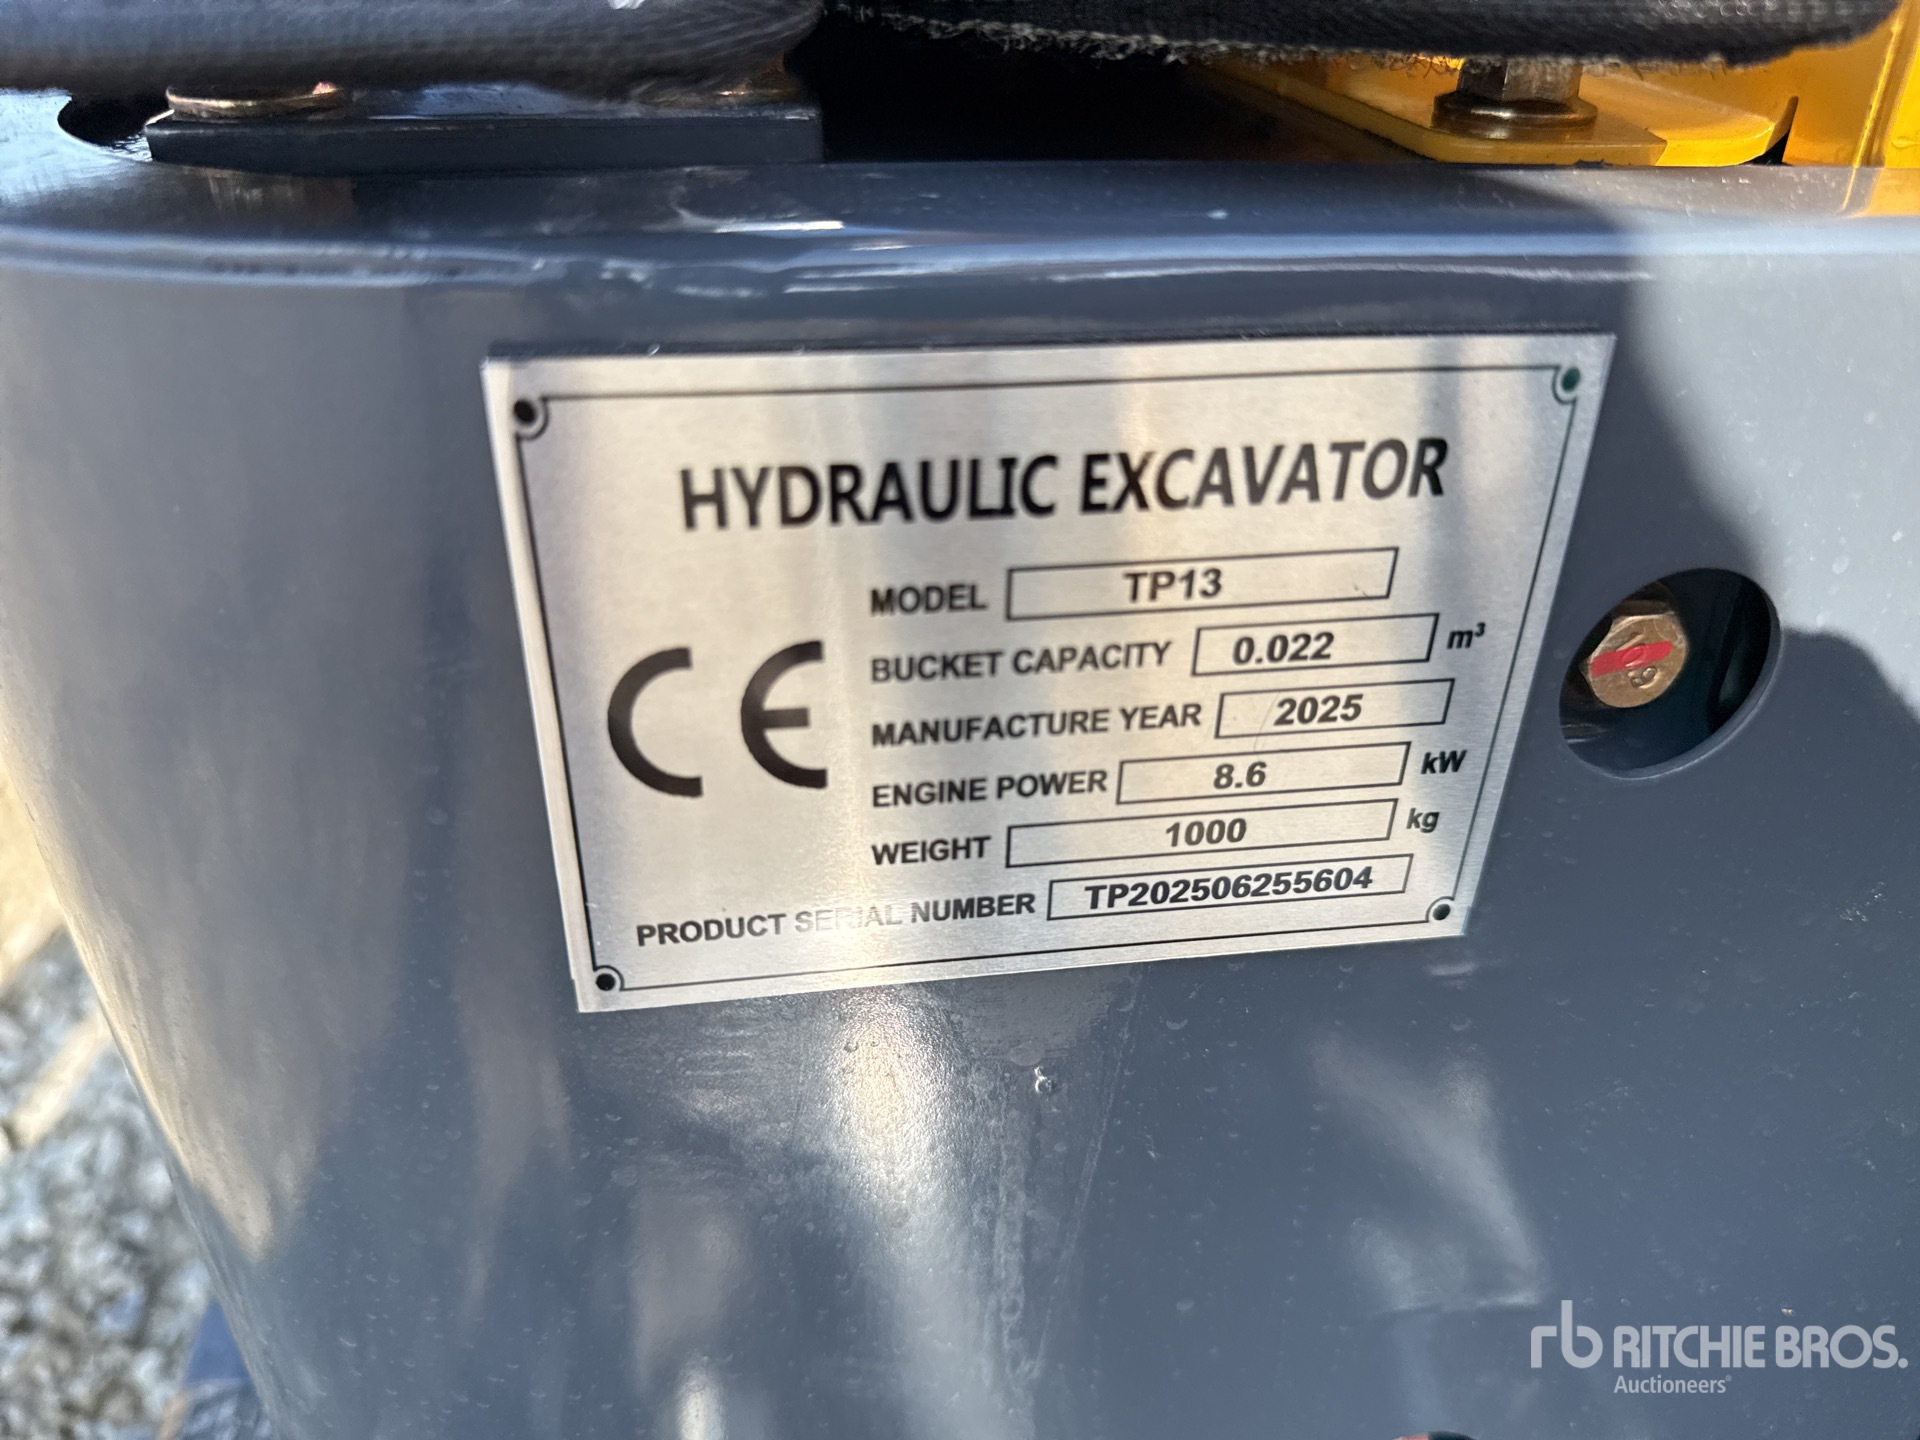 HYDRAULIC EXCAVATOR
MODEL TP13
BUCKET CAPACITY 0.022 m³
MANUFACTURE YEAR 2025
CE
ENGINE POWER 8.6 kW
WEIGHT 1000 kg
PRODUCT SERIAL NUMBER TP202506255604
rb RITCHIE BROS.
Auctioneers